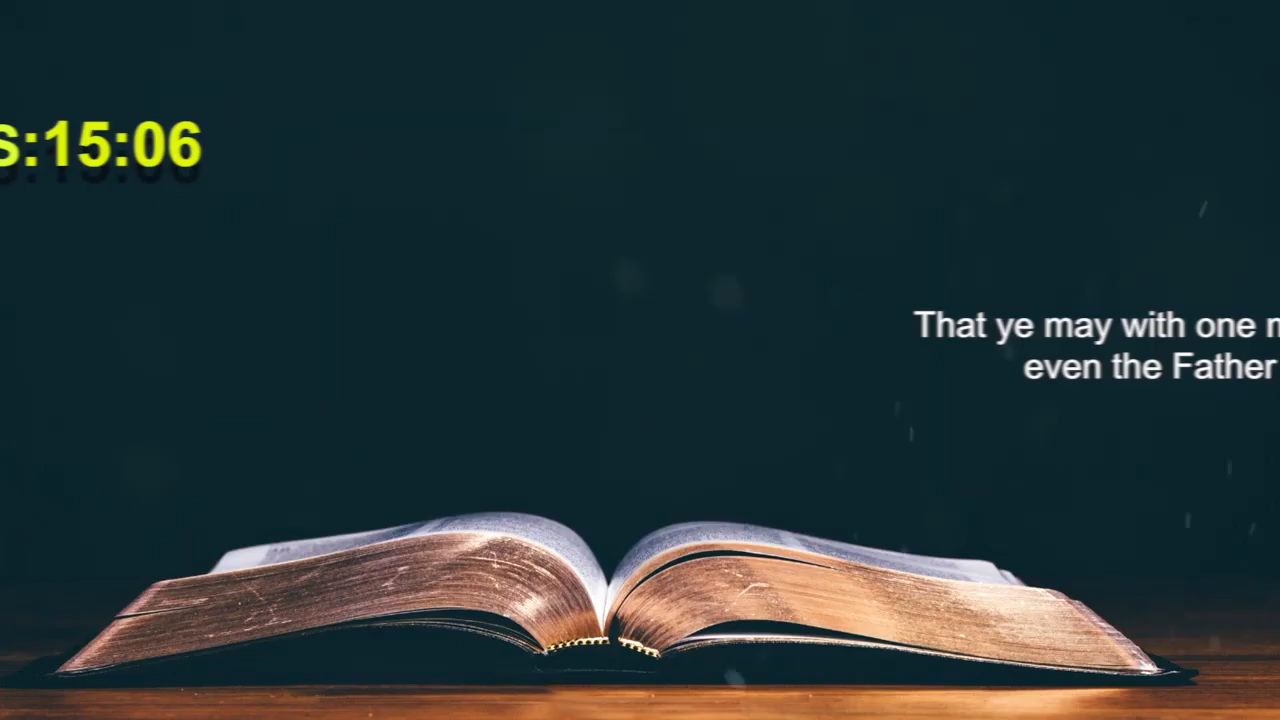 S:15:06
That ye may with one
even the Father